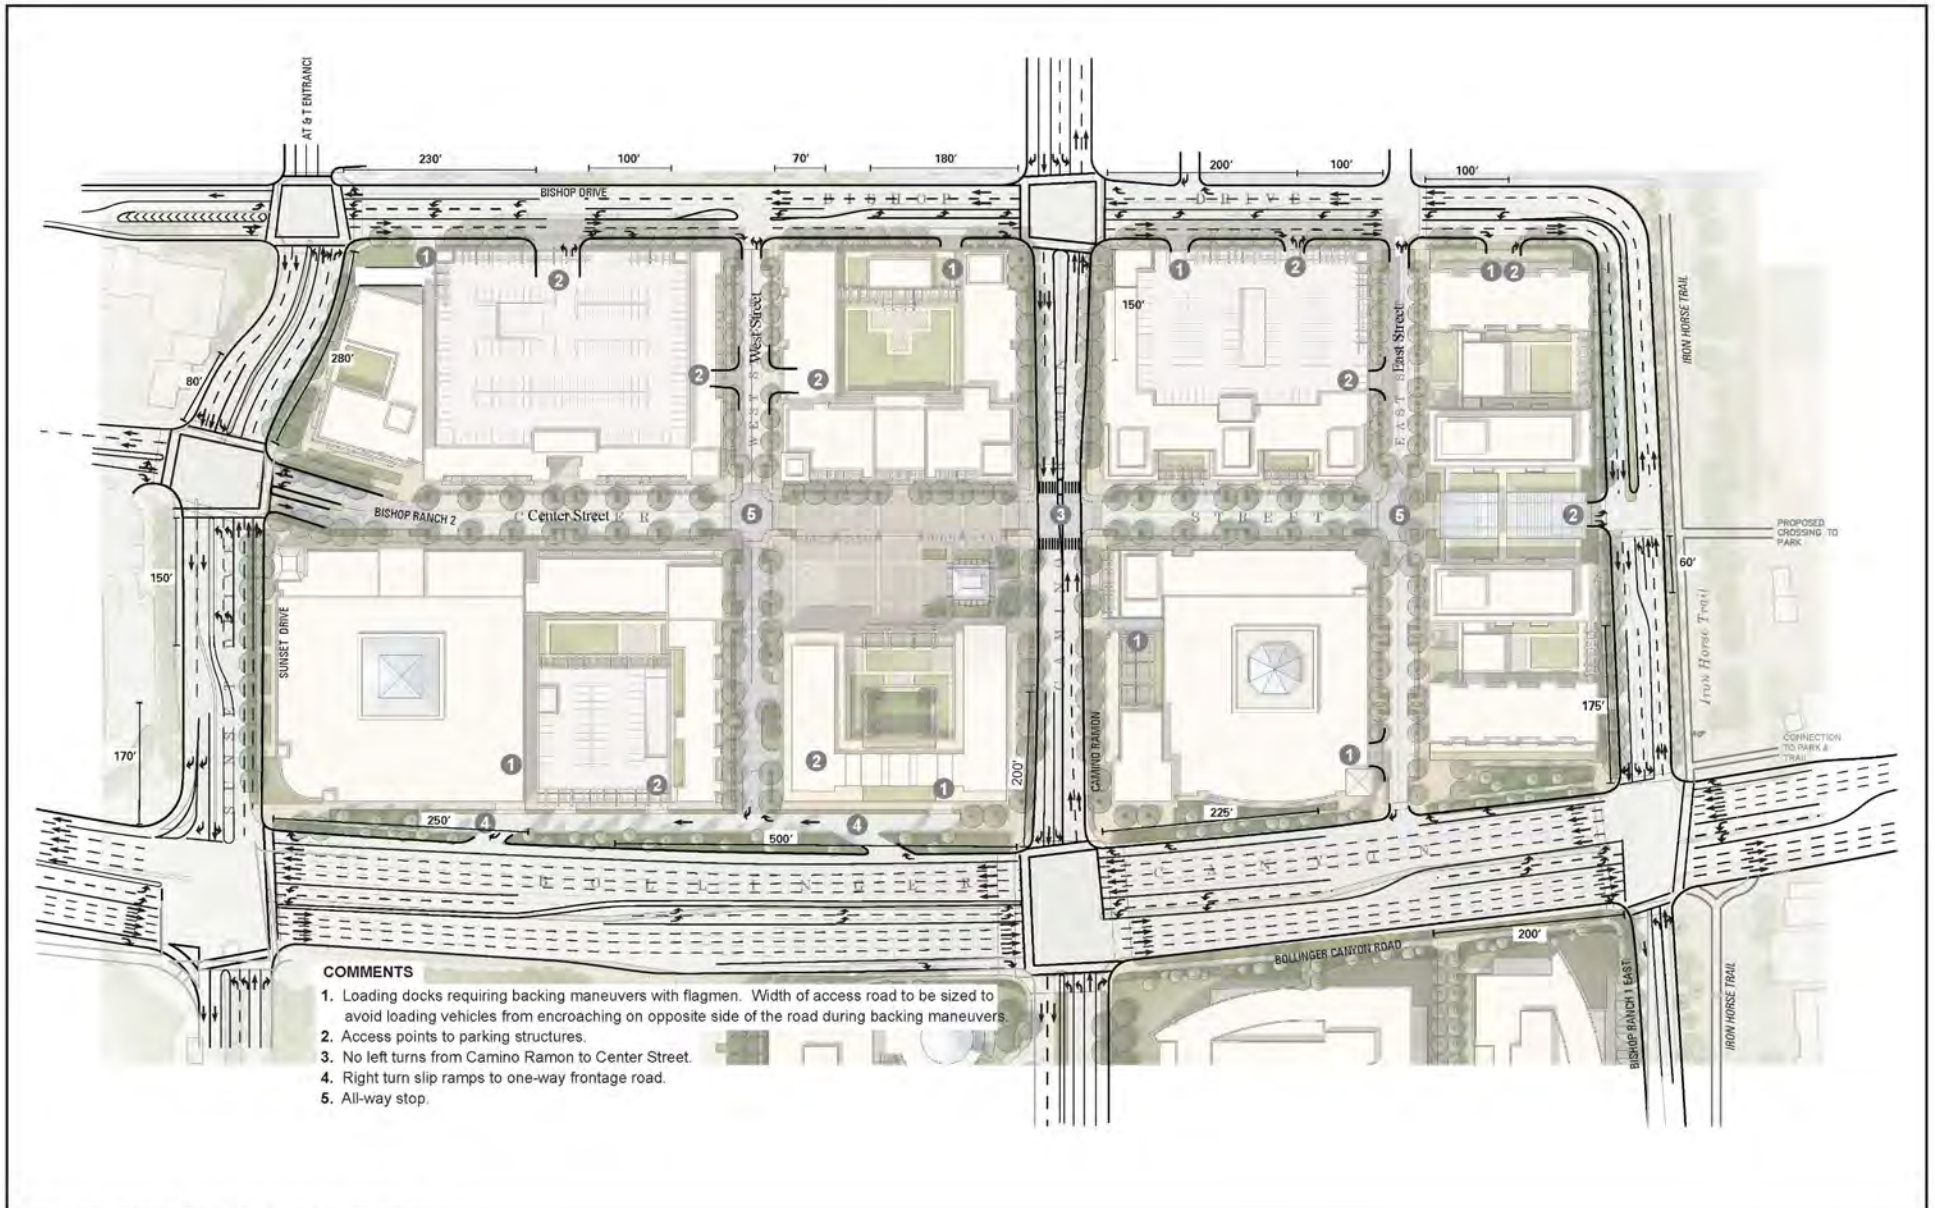 AT & T ENTRANCE
230'
100'
70'
180'
200'
100'
100'
BISHOP DRIVE
BISHOP
DRIVE
1
2
1
1
2
1 2
West Street
WEST S
East Street
EAST S
IRON HORSE TRAIL
280'
80'
150'
2
2
2
CAMINO RAMON
BISHOP RANCH 2
Center Street
5
3
STREET
5
2
PROPOSED
CROSSING TO
PARK
150'
60'
SUNSET DRIVE
SUNSET
1
Iron Horse Trail
170'
1
2
2
1
200'
CAMINO RAMON
1
175'
CONNECTION
TO PARK &
TRAIL
250'
4
500'
4
225'
BOLLINGER
CANYON
200'
BOLLINGER CANYON ROAD
BISHOP RANCH 1 EAST
IRON HORSE TRAIL
COMMENTS
1. Loading docks requiring backing maneuvers with flagmen. Width of access road to be sized to
avoid loading vehicles from encroaching on opposite side of the road during backing maneuvers.
2. Access points to parking structures.
3. No left turns from Camino Ramon to Center Street.
4. Right turn slip ramps to one-way frontage road.
5. All-way stop.